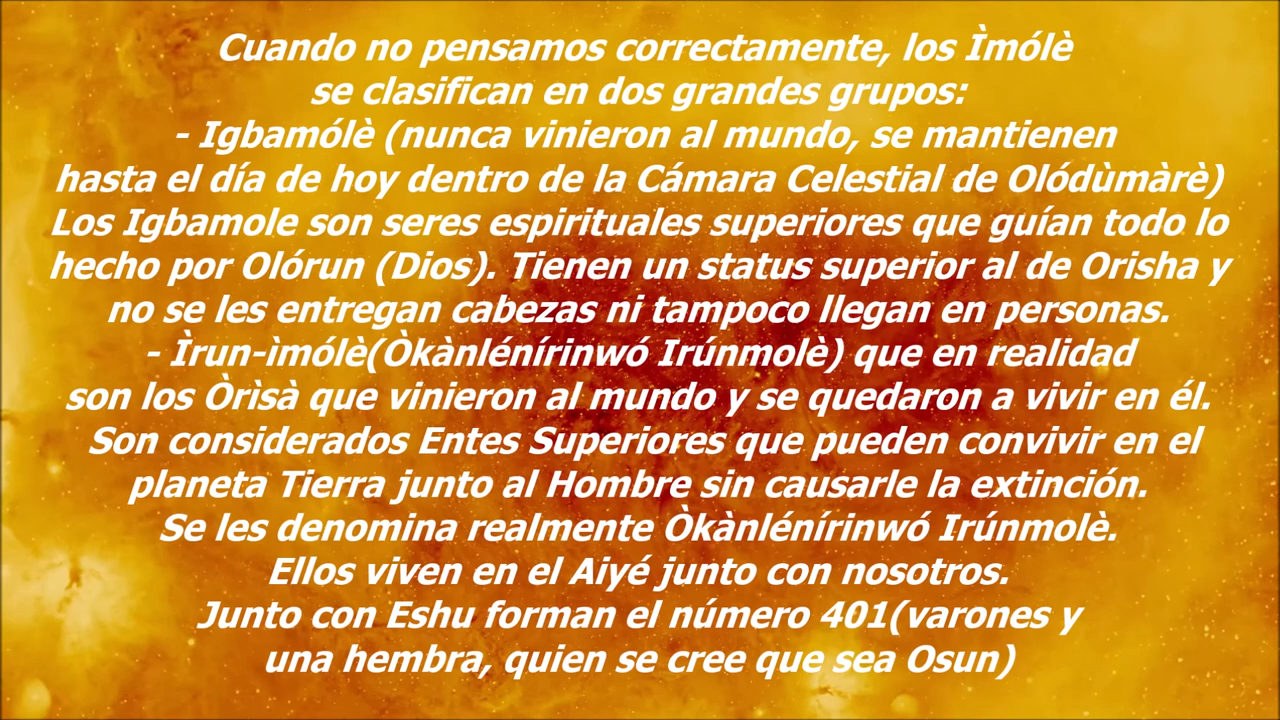 Cuando no pensamos correctamente, los Ìmólè
se clasifican en dos grandes grupos:
- Igbamólè (nunca vinieron al mundo, se mantienen
hasta el día de hoy dentro de la Cámara Celestial de Olódùmàrè)
Los Igbamole son seres espirituales superiores que guían todo lo
hecho por Olórun (Dios). Tienen un status superior al de Orisha y
no se les entregan cabezas ni tampoco llegan en personas.
- Ìrun-ìmólè(Òkànlénírinwó Irúnmolè) que en realidad
son los Òrìsà que vinieron al mundo y se quedaron a vivir en él.
Son considerados Entes Superiores que pueden convivir en el
planeta Tierra junto al Hombre sin causarle la extinción.
Se les denomina realmente Òkànlénírinwó Irúnmolè.
Ellos viven en el Aiyé junto con nosotros.
Junto con Eshu forman el número 401(varones y
una hembra, quien se cree que sea Osun)